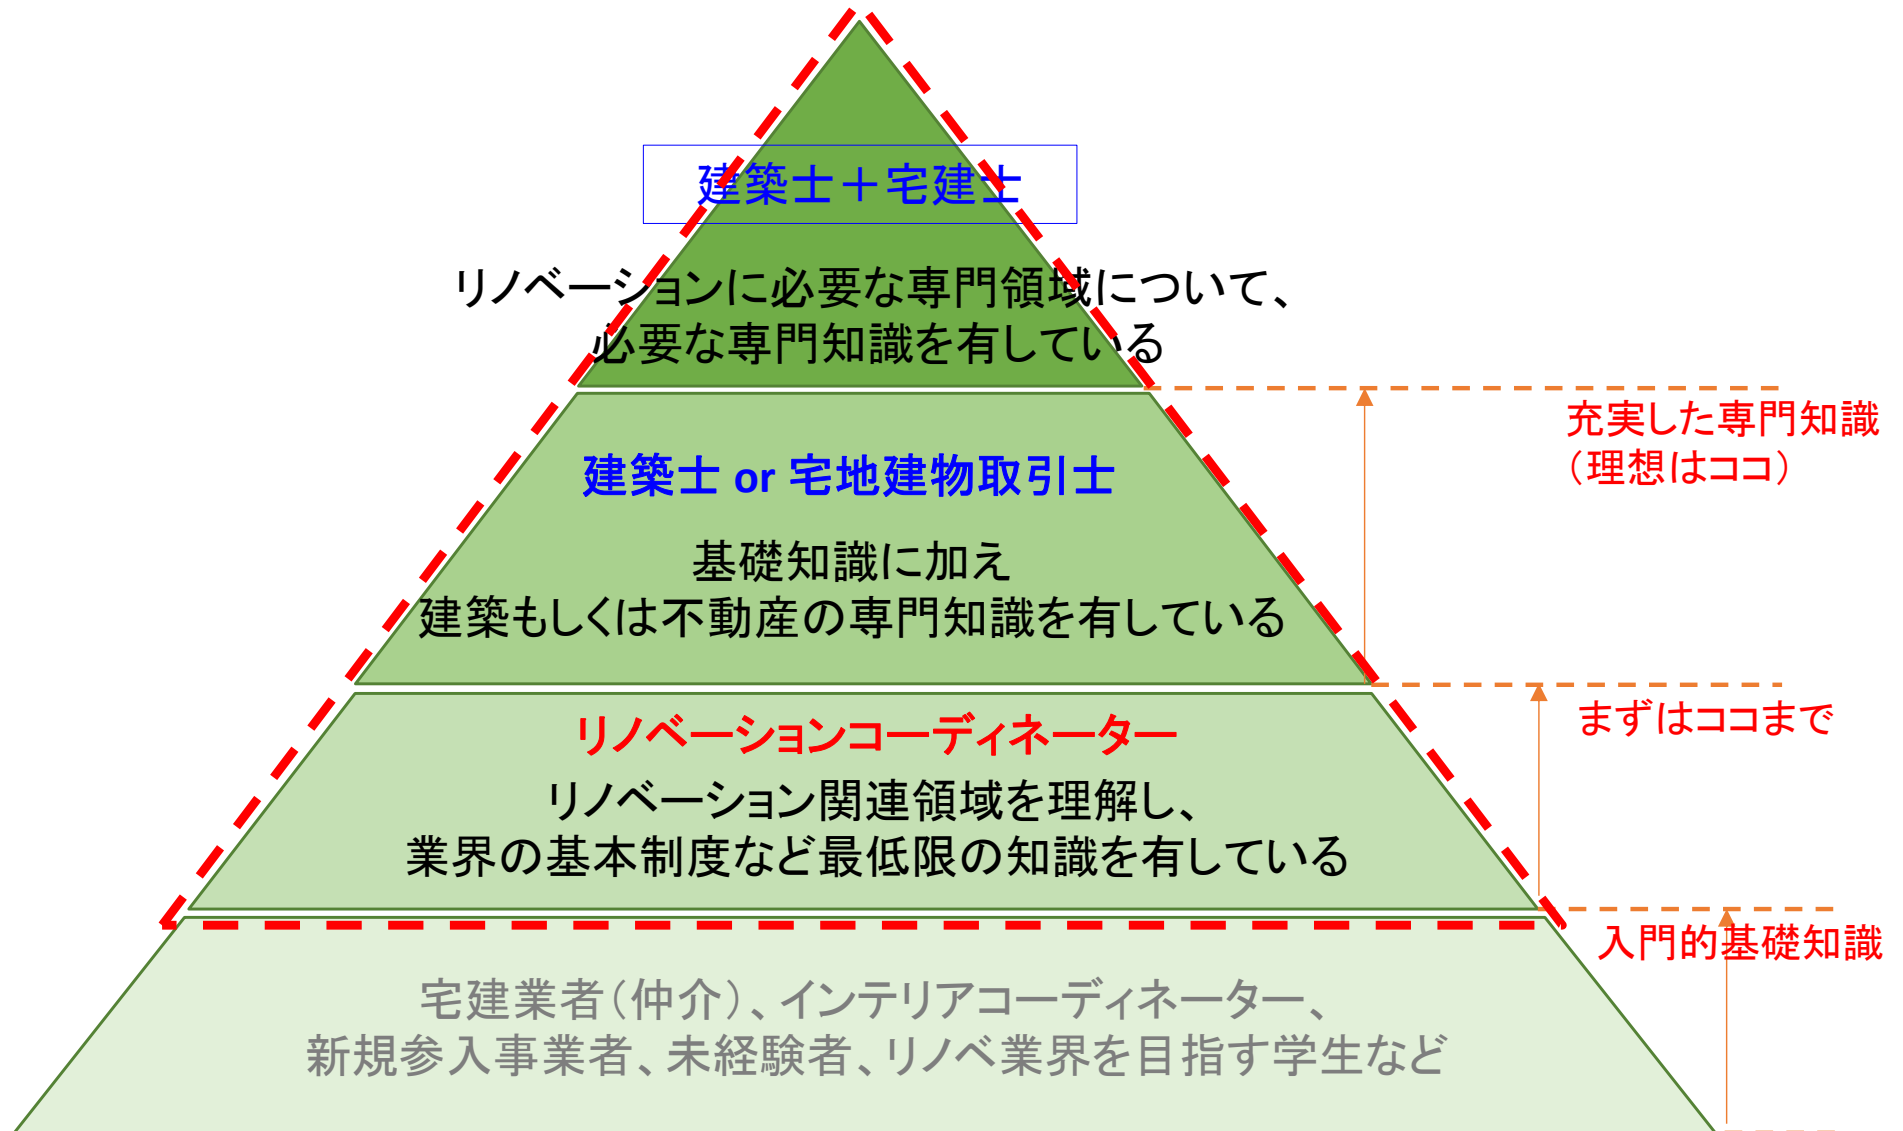 建築士＋宅建士
リノベーションに必要な専門領域について、
必要な専門知識を有している
充実した専門知識
（理想はココ）
建築士 or 宅地建物取引士
基礎知識に加え
建築もしくは不動産の専門知識を有している
まずはココまで
リノベーションコーディネーター
リノベーション関連領域を理解し、
業界の基本制度など最低限の知識を有している
入門的基礎知識
宅建業者（仲介）、インテリアコーディネーター、
新規参入事業者、未経験者、リノベ業界を目指す学生など